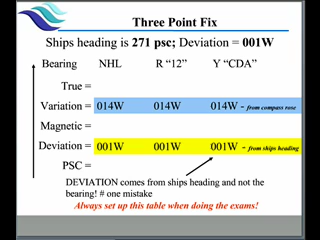 Three Point Fix
Ships heading is 271 psc; Deviation = 001W
Bearing NHL R “12” Y “CDA”
True =
Variation = 014W 014W 014W - from compass rose
Magnetic =
Deviation = 001W 001W 001W - from ships heading
PSC =
DEVIATION comes from ships heading and not the
bearing! # one mistake
Always set up this table when doing the exams!